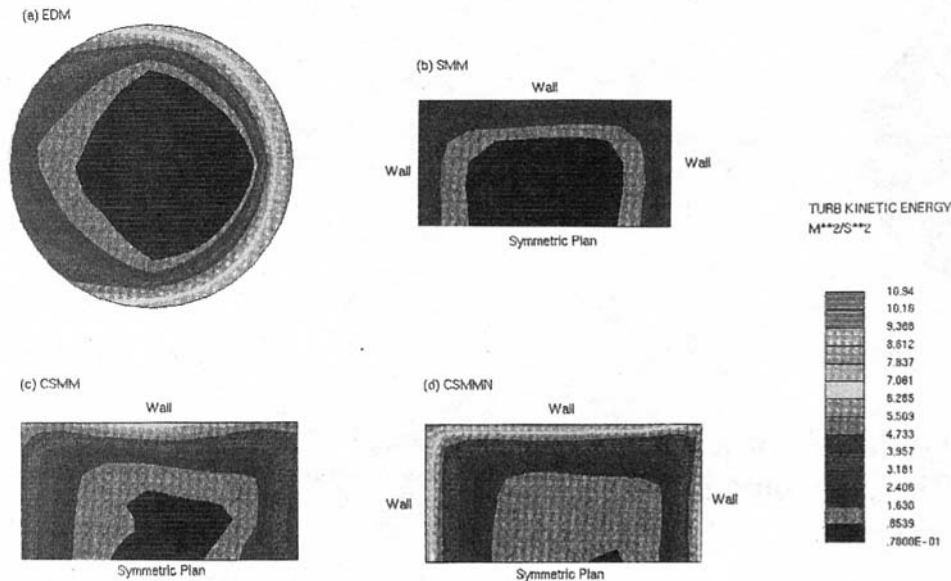 (a) EDM
(b) SMM
Wall
Wall
Wall
Symmetric Plan
TURB KINETIC ENERGY
M**2/S**2
10.94
10.16
9.388
8.612
7.837
7.061
6.285
5.509
4.733
3.957
3.181
2.406
1.630
.8539
.7800E-01
(c) CSMM
Wall
Symmetric Plan
(d) CSMMN
Wall
Wall
Wall
Symmetric Plan